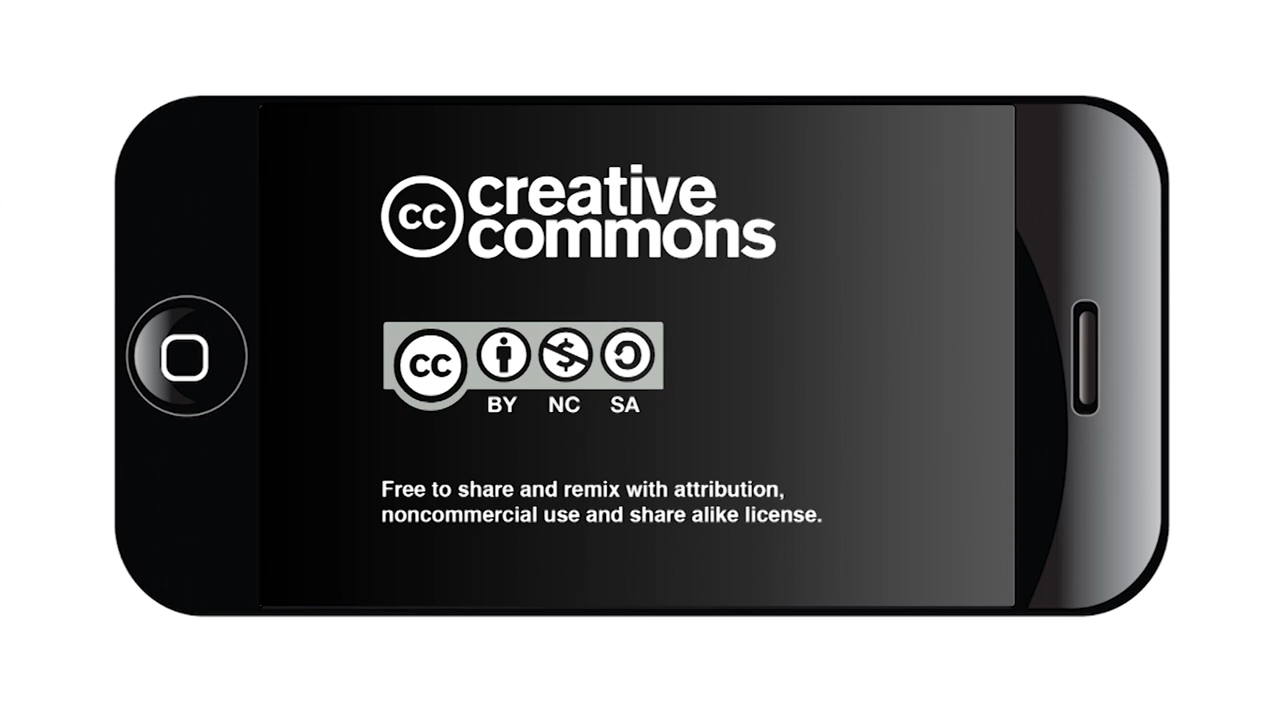 cc creative
commons
cc
BY NC SA
Free to share and remix with attribution,
noncommercial use and share alike license.